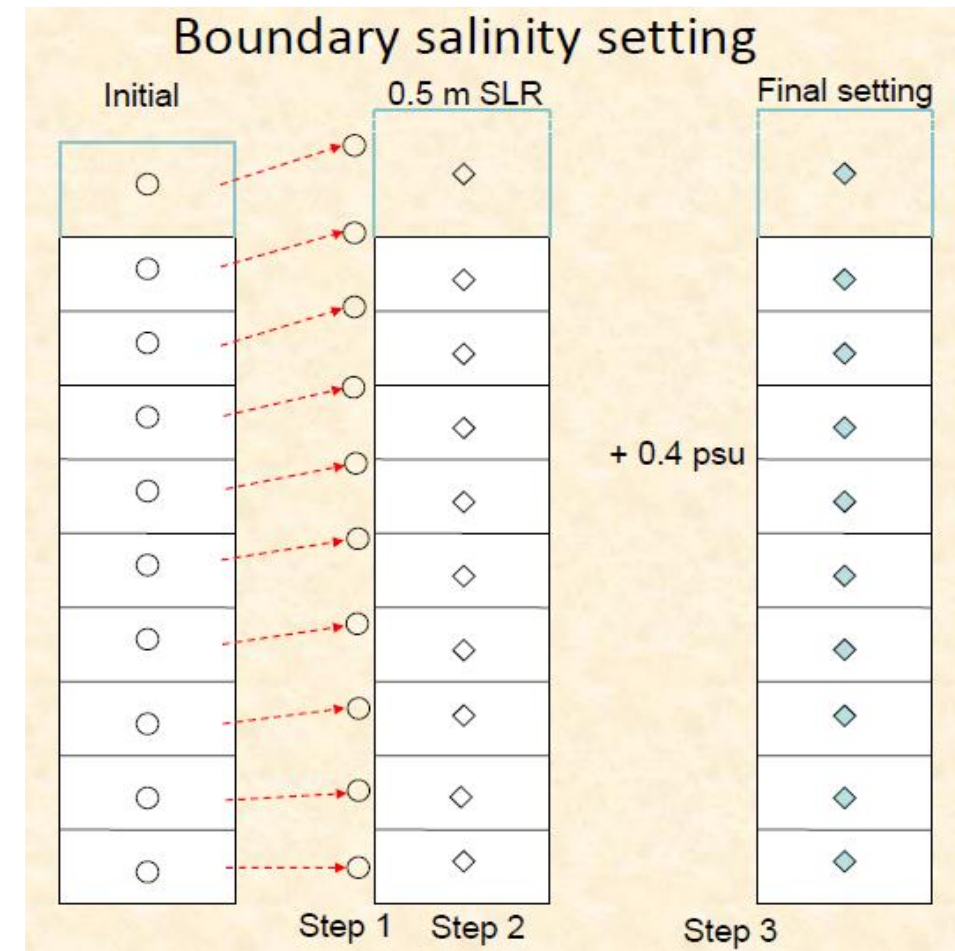 Boundary salinity setting
Initial
0.5 m SLR
Final setting
+ 0.4 psu
Step 1
Step 2
Step 3